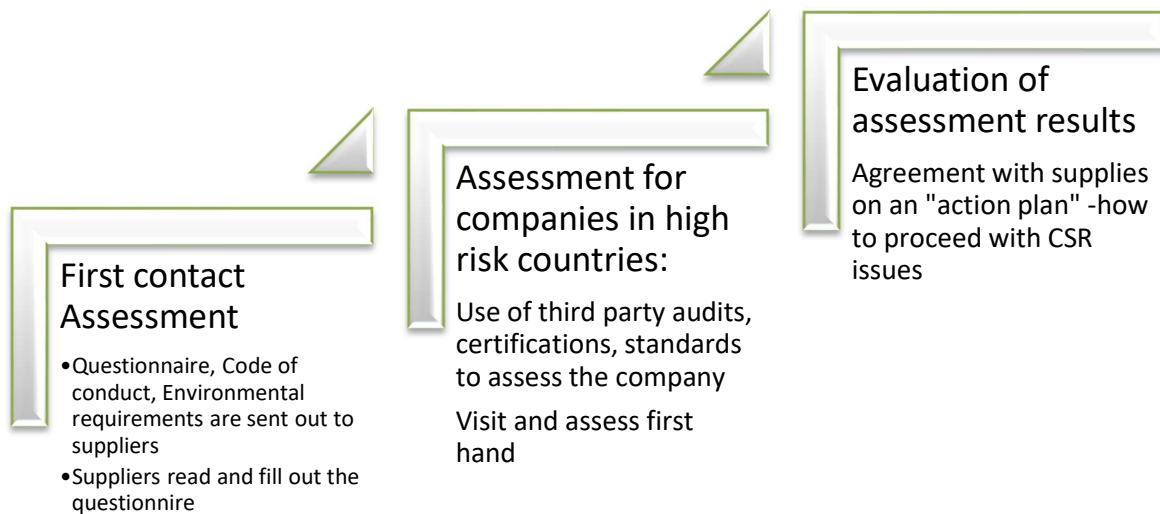 First contact
Assessment
•Questionnaire, Code of
conduct, Environmental
requirements are sent out to
suppliers
•Suppliers read and fill out the
questionnire
Assessment for
companies in high
risk countries:
Use of third party audits,
certifications, standards
to assess the company
Visit and assess first
hand
Evaluation of
assessment results
Agreement with supplies
on an "action plan" -how
to proceed with CSR
issues